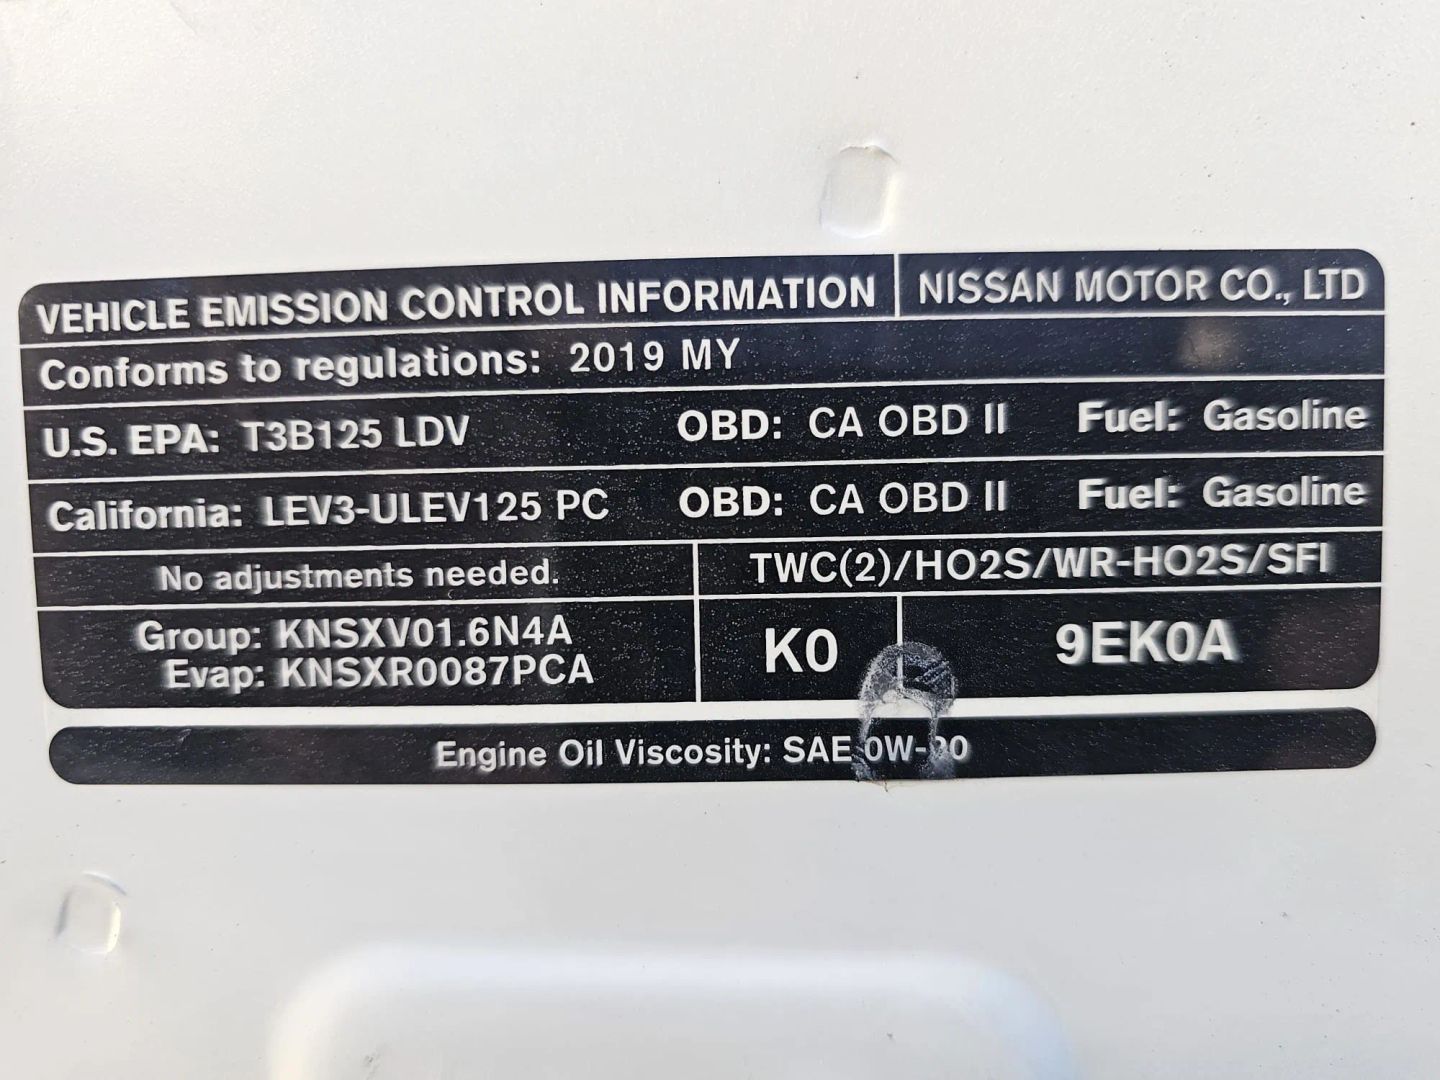 VEHICLE EMISSION CONTROL INFORMATION NISSAN MOTOR CO., LTD
Conforms to regulations: 2019 MY
U.S. EPA: T3B125 LDV OBD: CA OBD II Fuel: Gasoline
California: LEV3-ULEV125 PC OBD: CA OBD II Fuel: Gasoline
No adjustments needed. TWC(2)/HO2S/WR-HO2S/SFI
Group: KNSXV01.6N4A
Evap: KNSXR0087PCA
K0 9EK0A
Engine Oil Viscosity: SAE 0W-20